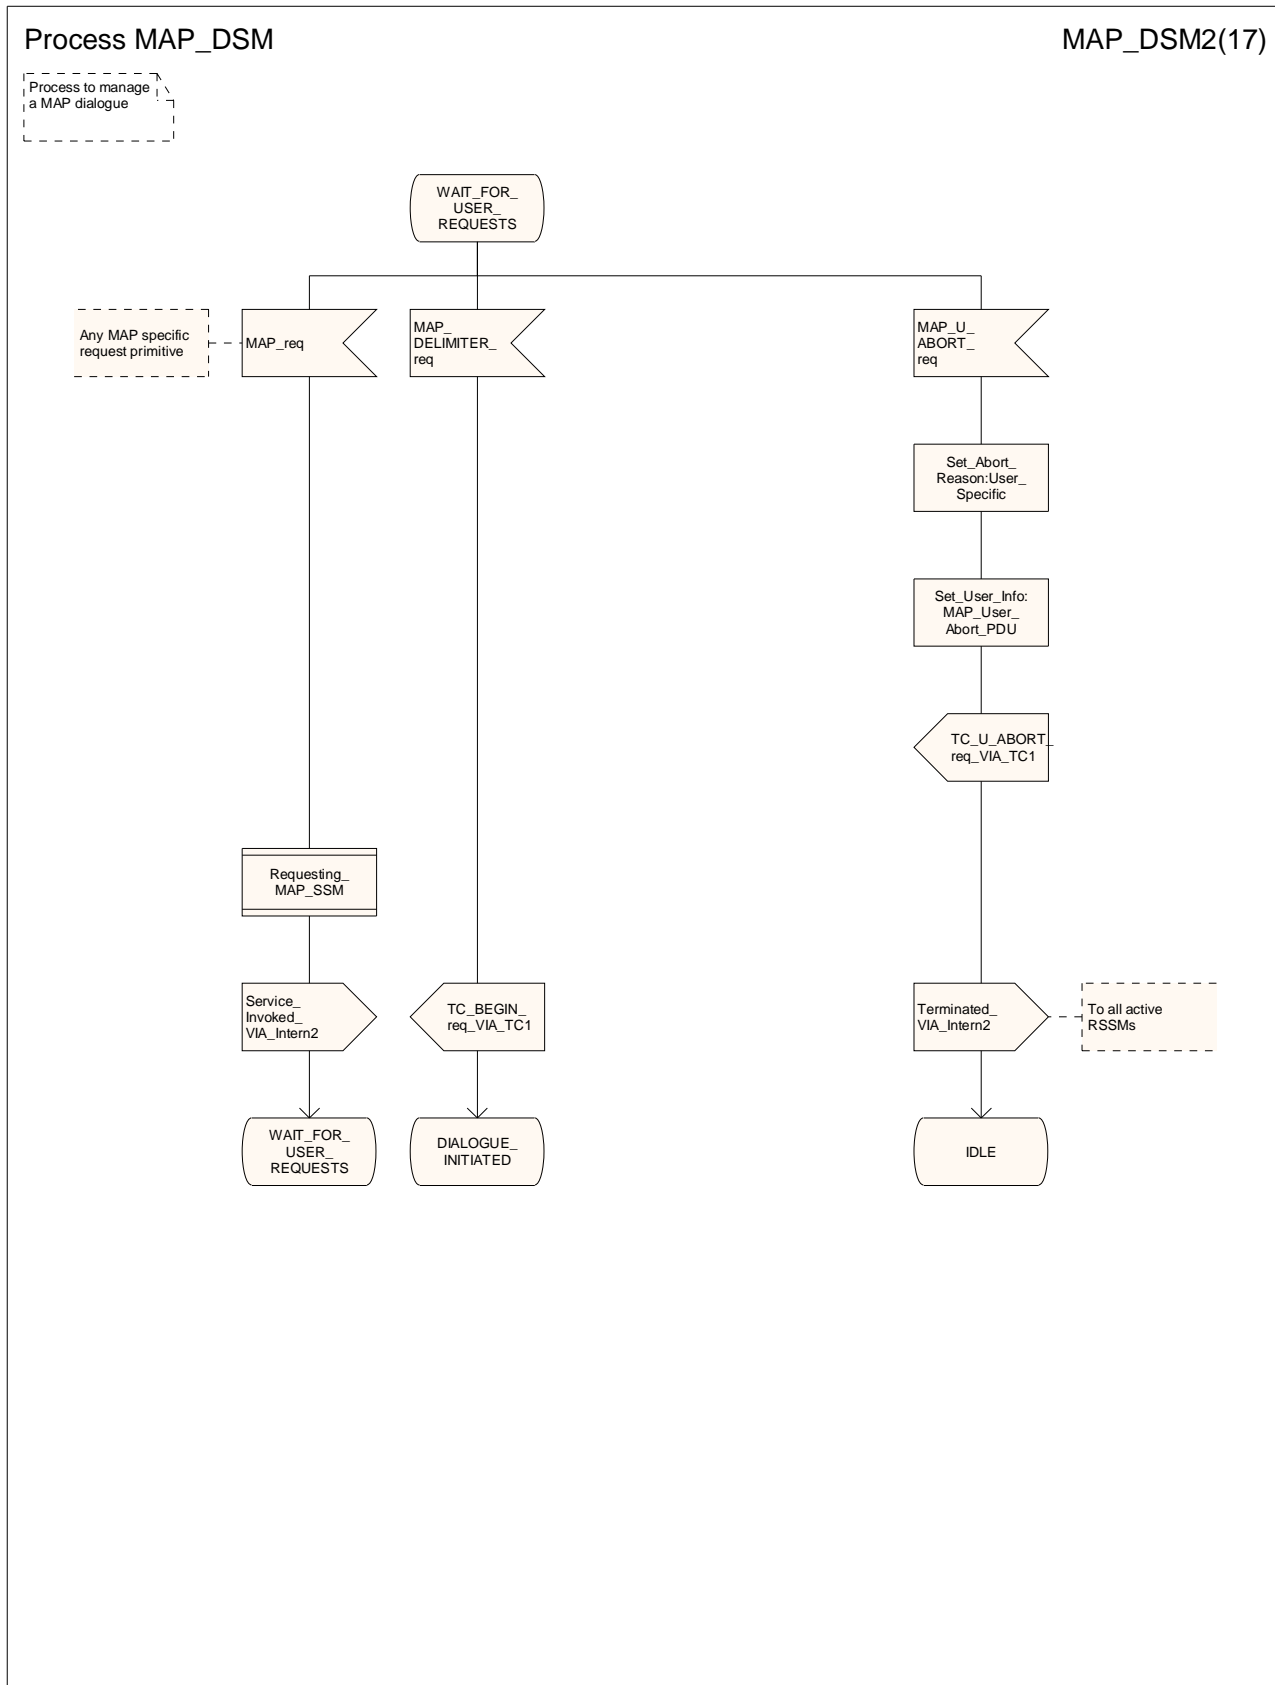 Process MAP_DSM
MAP_DSM2(17)
Process to manage
a MAP dialogue
WAIT_FOR_
USER_
REQUESTS
Any MAP specific
request primitive
MAP_req
MAP_
DELIMITER_
req
MAP_U_
ABORT_
req
Set_Abort_
Reason:User_
Specific
Set_User_Info:
MAP_User_
Abort_PDU
TC_U_ABORT_
req_VIA_TC1
Requesting_
MAP_SSM
Service_
Invoked_
VIA_Intern2
TC_BEGIN_
req_VIA_TC1
Terminated_
VIA_Intern2
To all active
RSSMs
WAIT_FOR_
USER_
REQUESTS
DIALOGUE_
INITIATED
IDLE